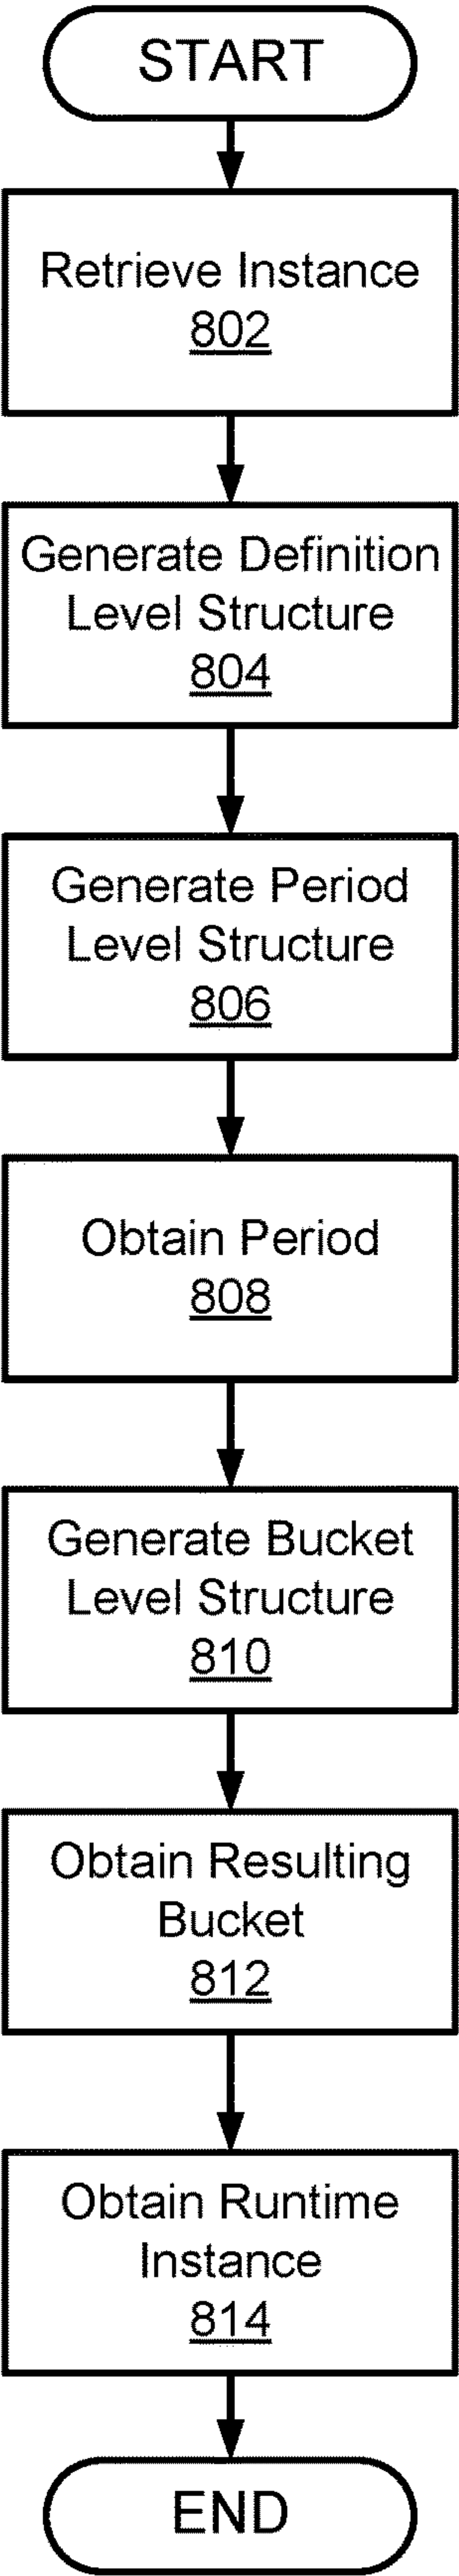 START
Retrieve Instance
802
Generate Definition
Level Structure
804
Generate Period
Level Structure
806
Obtain Period
808
Generate Bucket
Level Structure
810
Obtain Resulting
Bucket
812
Obtain Runtime
Instance
814
END